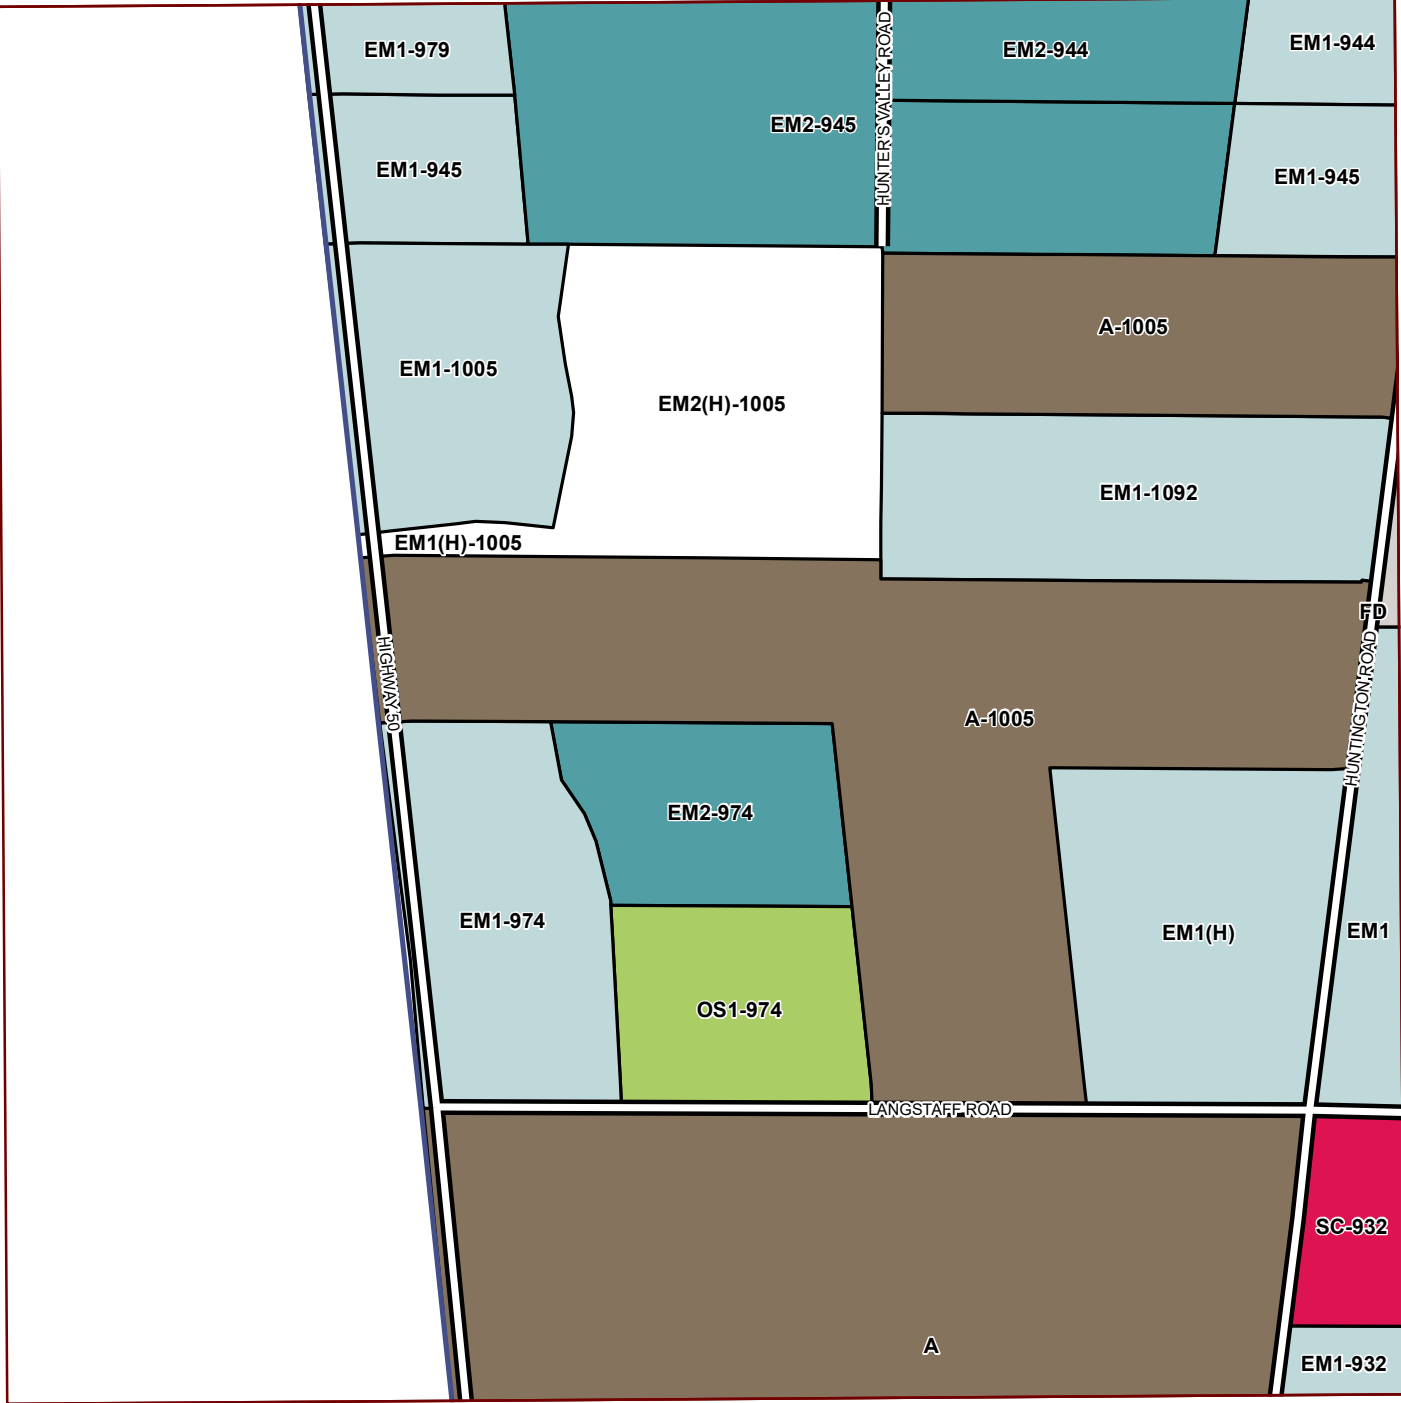 EM1-979
EM2-944
EM1-944
HUNTER'S VALLEY ROAD
EM2-945
EM1-945
EM1-945
A-1005
EM1-1005
EM2(H)-1005
EM1-1092
EM1(H)-1005
FD
HIGHWAY 50
HUNTINGTON ROAD
A-1005
EM2-974
EM1-974
EM1(H)
EM1
OS1-974
LANGSTAFF ROAD
SC-932
A
EM1-932